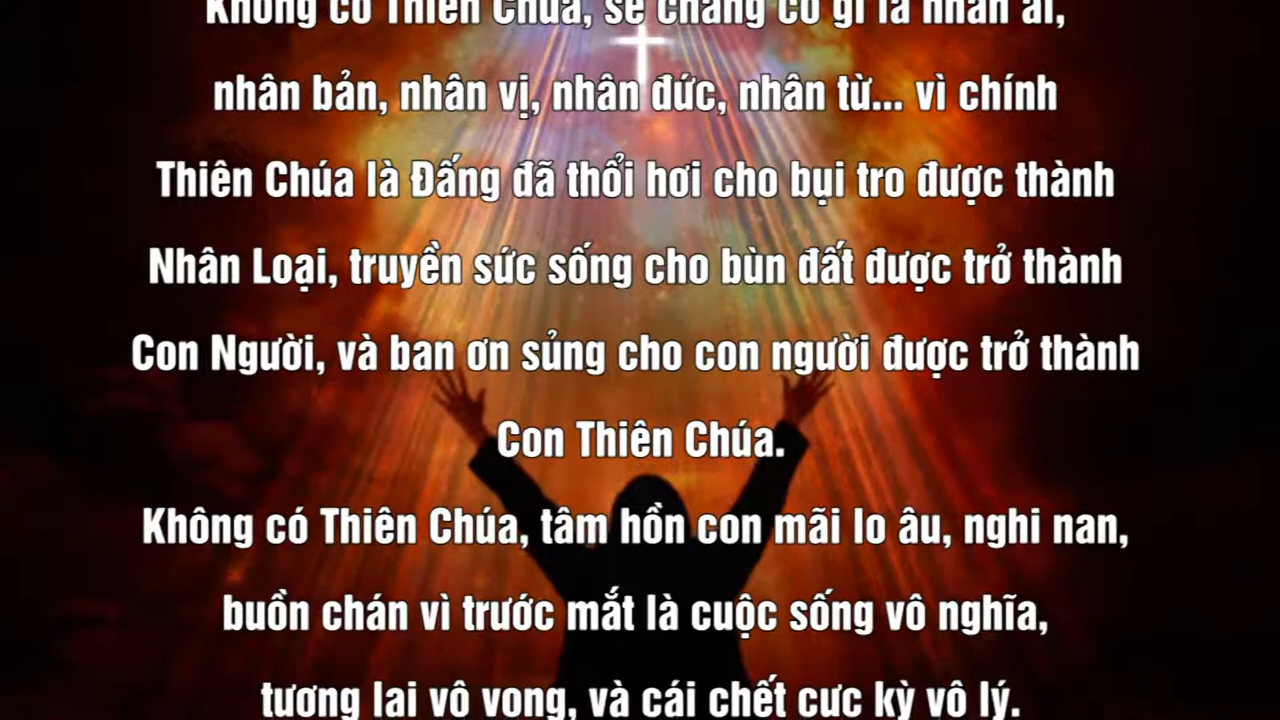 Không có Thiên Chúa, sẽ chẳng có gì là nhân ái,
nhân bản, nhân vị, nhân đức, nhân từ... vì chính
Thiên Chúa là Đấng đã thổi hơi cho bụi tro được thành
Nhân Loại, truyền sức sống cho bùn đất được trở thành
Con Người, và ban ơn sủng cho con người được trở thành
Con Thiên Chúa.
Không có Thiên Chúa, tâm hồn con mãi lo âu, nghi nan,
buồn chán vì trước mắt là cuộc sống vô nghĩa,
tương lai vô vọng, và cái chết cực kỳ vô lý.